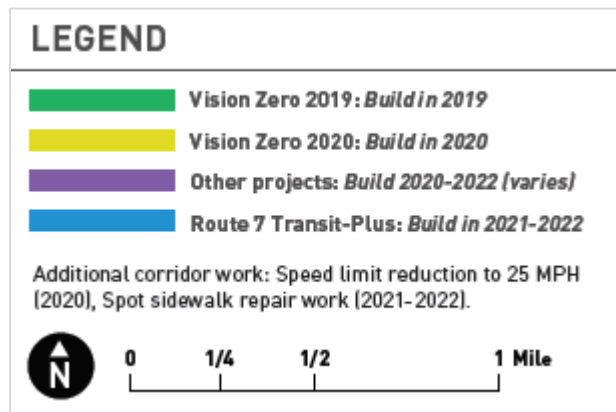 LEGEND
Vision Zero 2019: Build in 2019
Vision Zero 2020: Build in 2020
Other projects: Build 2020-2022 (varies)
Route 7 Transit-Plus: Build in 2021-2022
Additional corridor work: Speed limit reduction to 25 MPH
(2020), Spot sidewalk repair work (2021-2022).
N
0 1/4 1/2 1 Mile